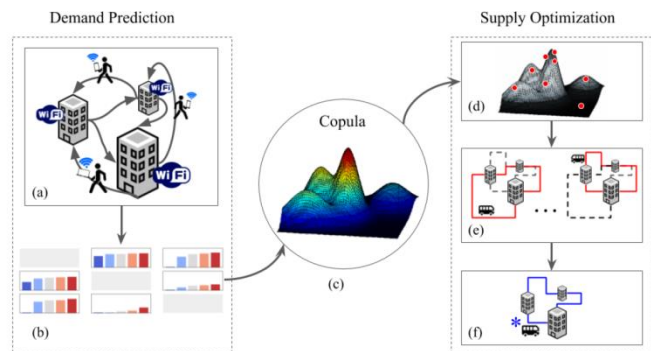 Demand Prediction
Supply Optimization
WiFi
WiFi
WiFi
(a)
(b)
Copula
(c)
(d)
(e)
...
(f)
*